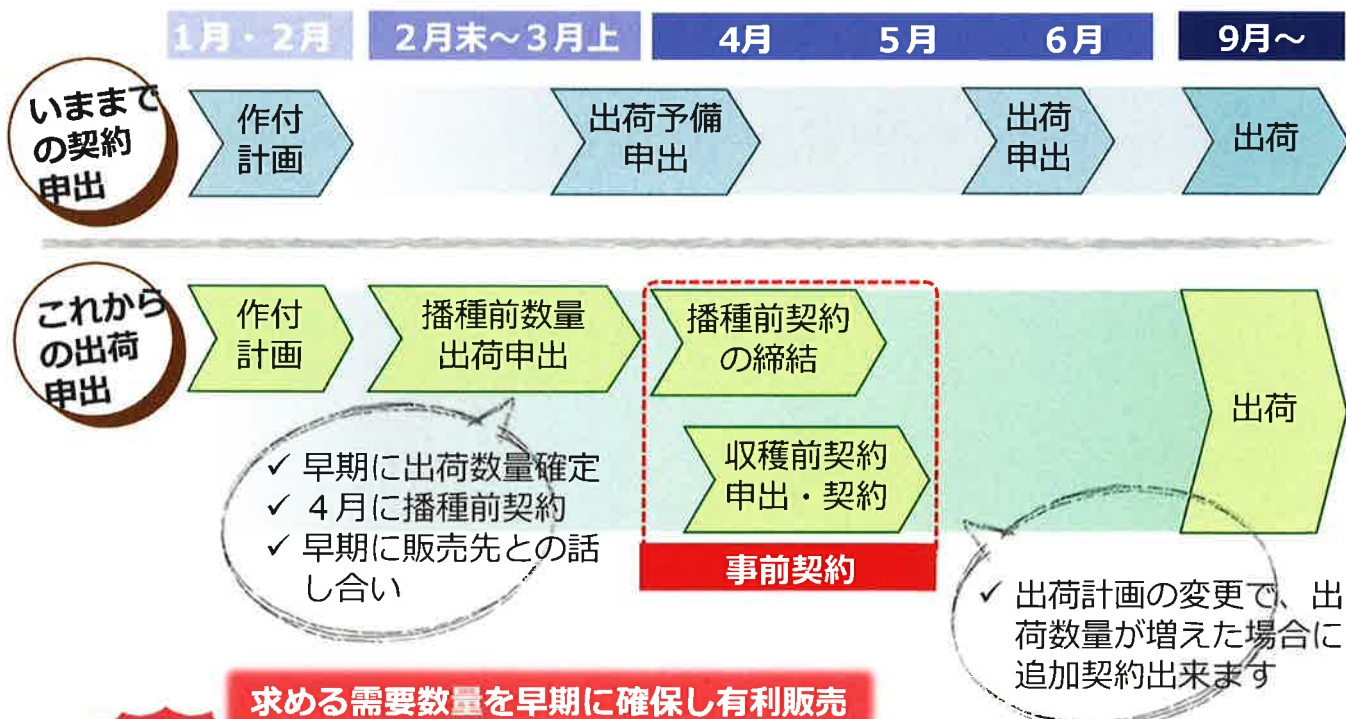 1月・2月
2月末～3月上
4月
5月
6月
9月～
いままで
の契約
申出
作付
計画
出荷予備
申出
出荷
申出
出荷
これから
の出荷
申出
作付
計画
播種前数量
出荷申出
播種前契約
の締結
収穫前契約
申出・契約
事前契約
出荷
✓ 早期に出荷数量確定
✓ ４月に播種前契約
✓ 早期に販売先との話
し合い
✓ 出荷計画の変更で、出
荷数量が増えた場合に
追加契約出来ます
求める需要数量を早期に確保し有利販売